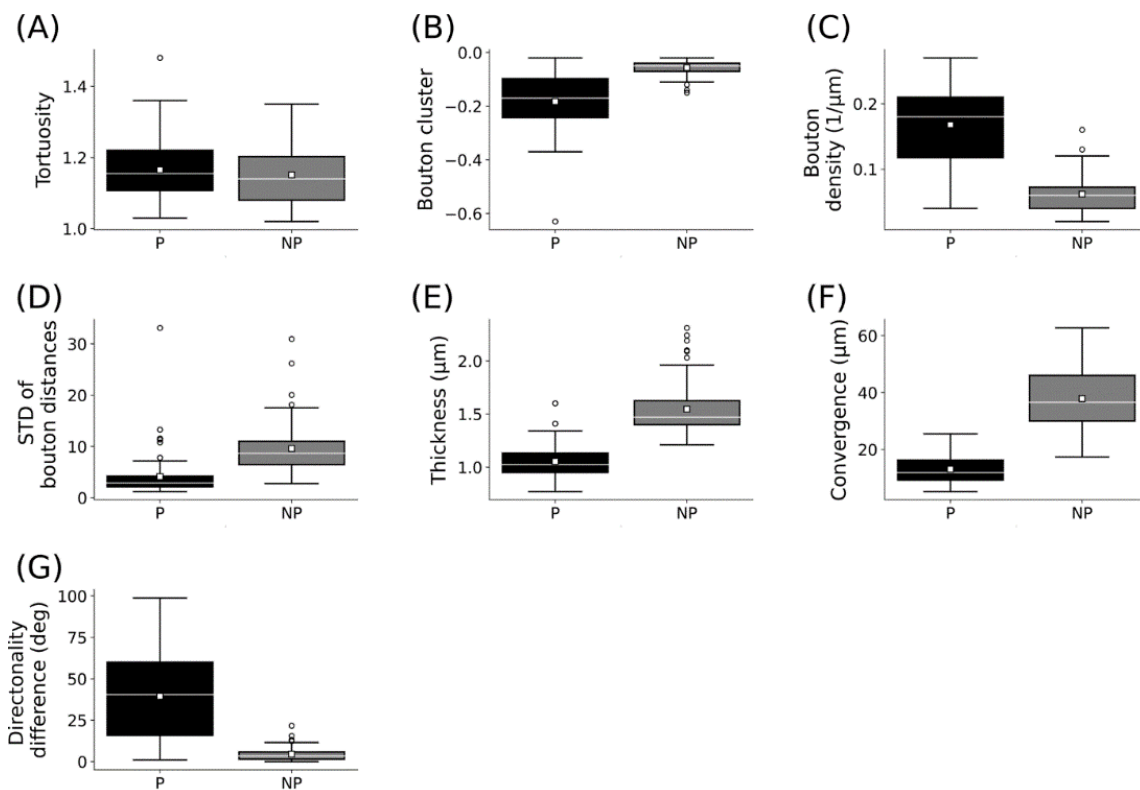 (A)
Tortuosity
1.4
1.2
1.0
P NP
(B)
Bouton cluster
0.0
−0.2
−0.4
−0.6
P NP
(C)
Bouton
density (1/μm)
0.2
0.1
P NP
(D)
STD of
bouton distances
30
20
10
0
P NP
(E)
Thickness (μm)
2.0
1.5
1.0
P NP
(F)
Convergence (μm)
60
40
20
P NP
(G)
Directonality
difference (deg)
100
75
50
25
0
P NP